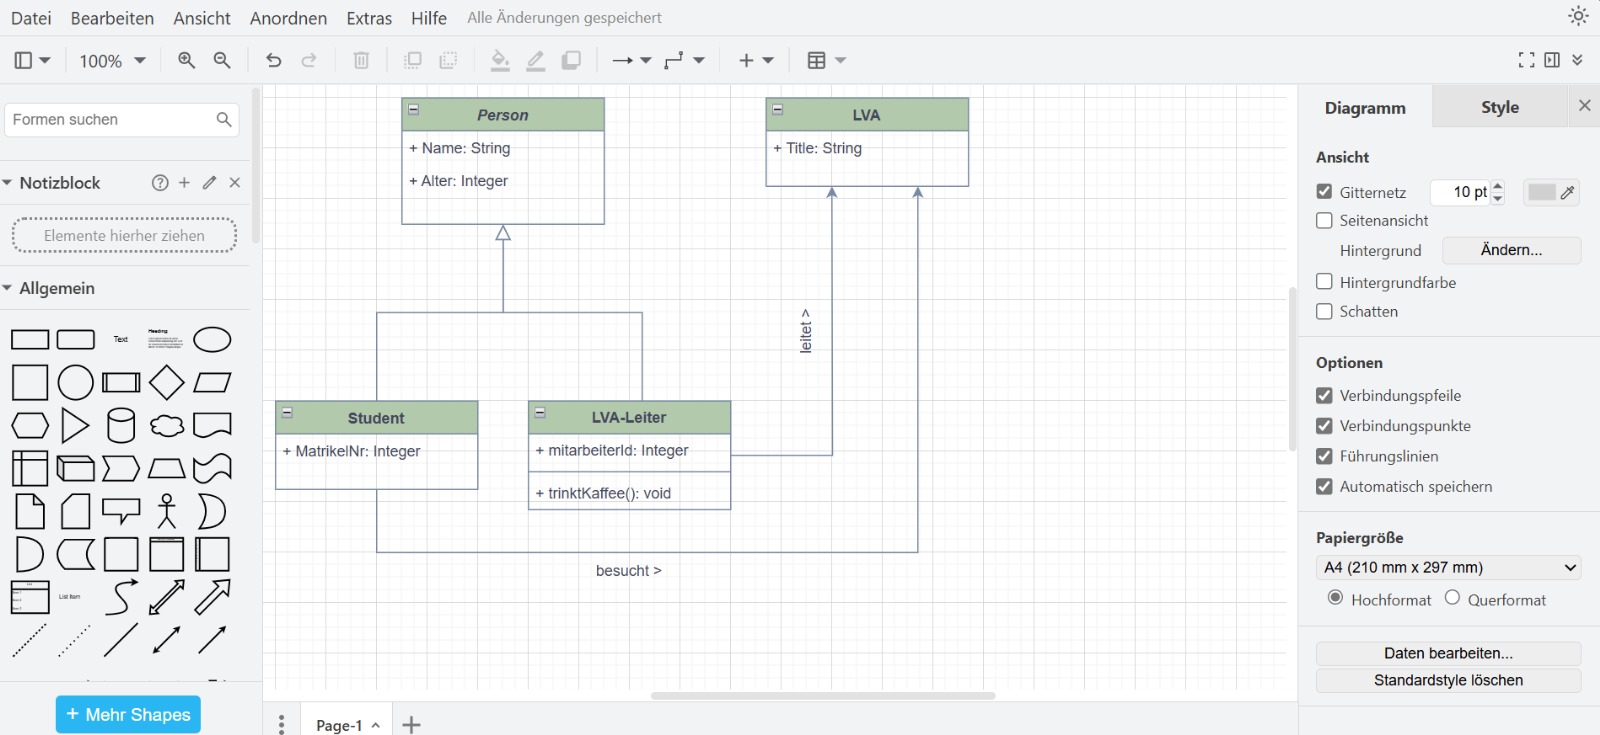 Datei Bearbeiten Ansicht Anordnen Extras Hilfe Alle Änderungen gespeichert
100%
Formen suchen
Notizblock
Elemente hierher ziehen
Allgemein
Text
Heading
List Item
+ Mehr Shapes
Person
+ Name: String
+ Alter: Integer
LVA
+ Title: String
leitet >
Student
+ MatrikelNr: Integer
LVA-Leiter
+ mitarbeiterId: Integer
+ trinktKaffee(): void
besucht >
Page-1
Diagramm Style
Ansicht
Gitternetz 10 pt
Seitenansicht
Hintergrund Ändern...
Hintergrundfarbe
Schatten
Optionen
Verbindungspfeile
Verbindungspunkte
Führungslinien
Automatisch speichern
Papiergröße
A4 (210 mm x 297 mm)
Hochformat Querformat
Daten bearbeiten...
Standardstyle löschen